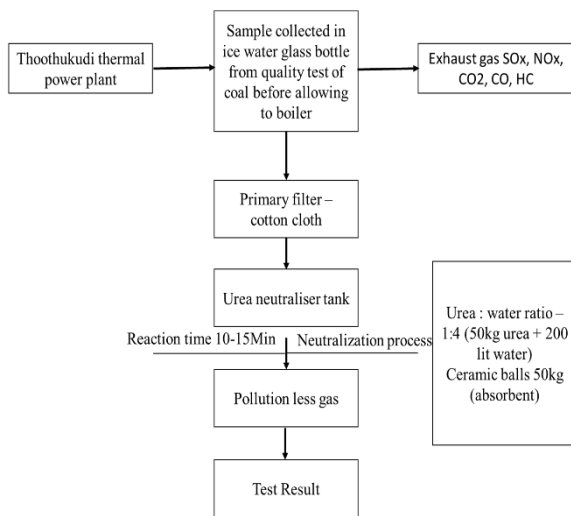 Thoothukudi thermal
power plant
Sample collected in
ice water glass bottle
from quality test of
coal before allowing
to boiler
Exhaust gas SOx, NOx,
CO2, CO, HC
Primary filter –
cotton cloth
Urea neutraliser tank
Reaction time 10-15Min
Neutralization process
Urea : water ratio –
1:4 (50kg urea + 200
lit water)
Ceramic balls 50kg
(absorbent)
Pollution less gas
Test Result